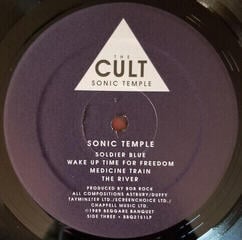 THE
CULT
SONIC TEMPLE
SONIC TEMPLE
SOLDIER BLUE
WAKE UP TIME FOR FREEDOM
MEDICINE TRAIN
THE RIVER
PRODUCED BY BOB ROCK
ALL COMPOSITIONS ASTBURY/DUFFY
TAYMINSTER LTD./SCREENCHOICE LTD./
CHAPPELL MUSIC LTD.
©1989 BEGGARS BANQUET
SIDE THREE • BBQ2151LP